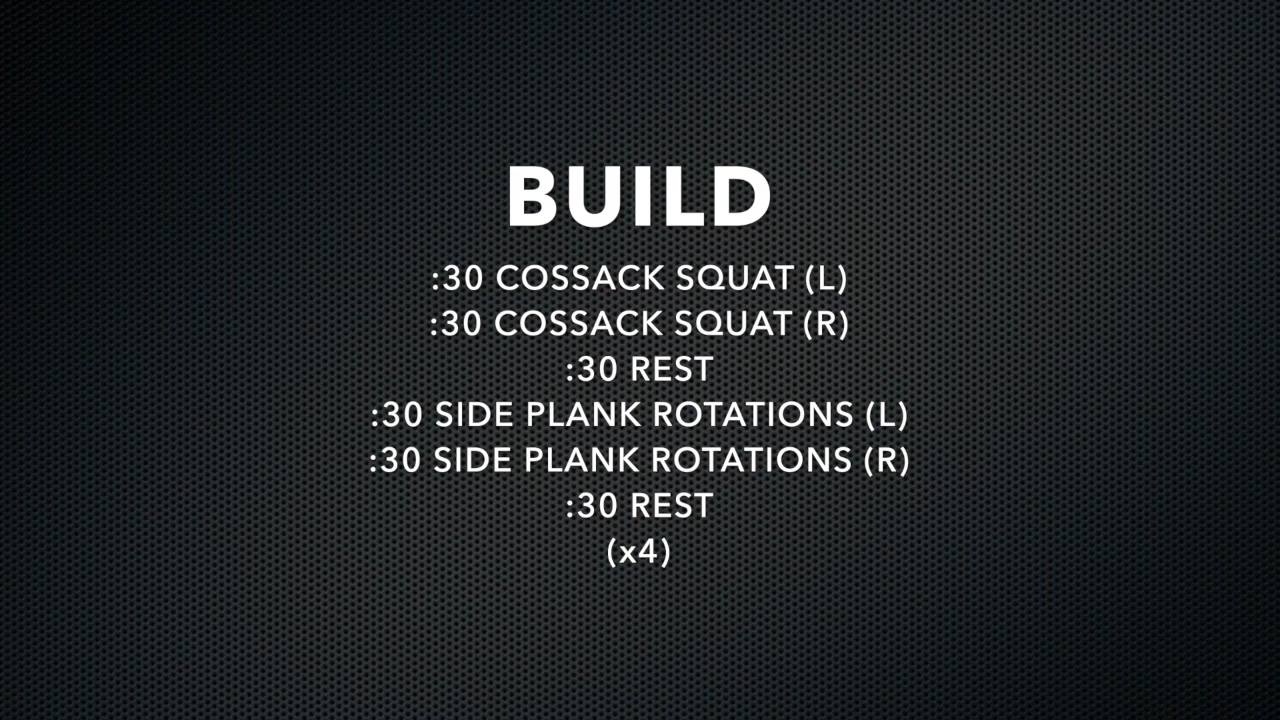 BUILD
:30 COSSACK SQUAT (L)
:30 COSSACK SQUAT (R)
:30 REST
:30 SIDE PLANK ROTATIONS (L)
:30 SIDE PLANK ROTATIONS (R)
:30 REST
(x4)